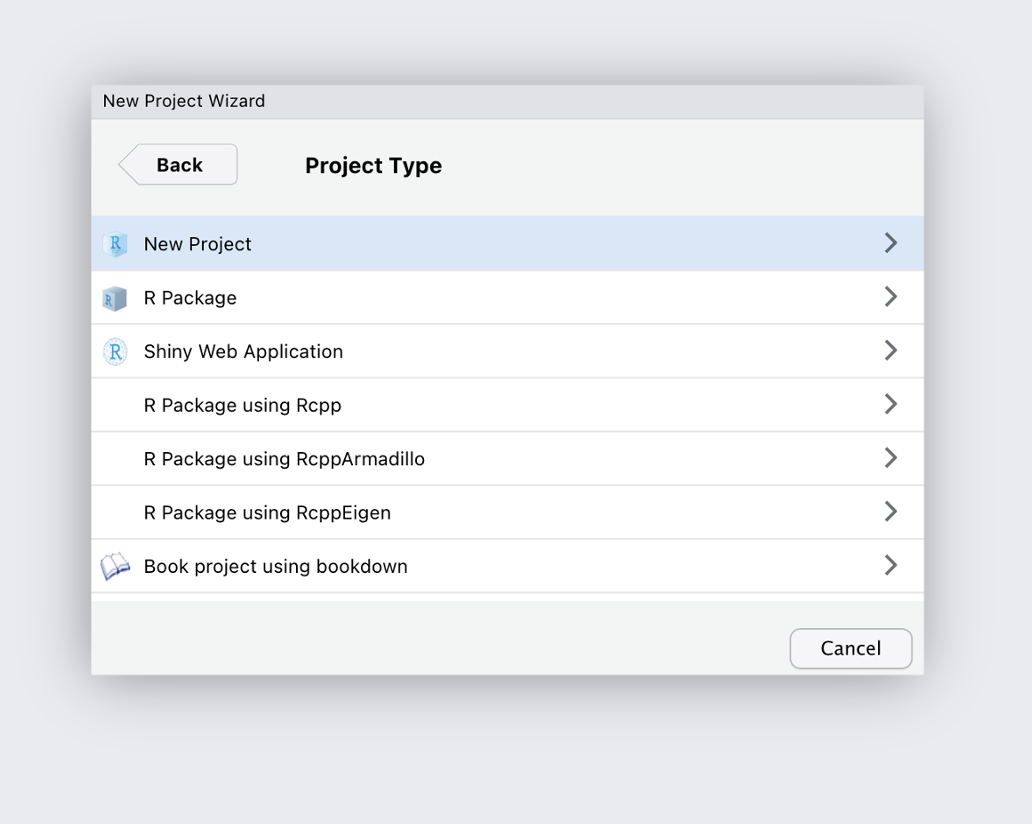 New Project Wizard
Back
Project Type
R New Project
R R Package
R Shiny Web Application
R Package using Rcpp
R Package using RcppArmadillo
R Package using RcppEigen
Book project using bookdown
Cancel